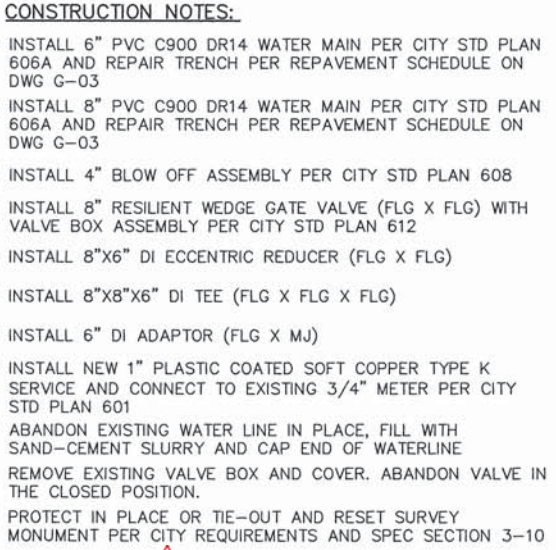 CONSTRUCTION NOTES:
INSTALL 6" PVC C900 DR14 WATER MAIN PER CITY STD PLAN
606A AND REPAIR TRENCH PER REPAVEMENT SCHEDULE ON
DWG G-03
INSTALL 8" PVC C900 DR14 WATER MAIN PER CITY STD PLAN
606A AND REPAIR TRENCH PER REPAVEMENT SCHEDULE ON
DWG G-03
INSTALL 4" BLOW OFF ASSEMBLY PER CITY STD PLAN 608
INSTALL 8" RESILIENT WEDGE GATE VALVE (FLG X FLG) WITH
VALVE BOX ASSEMBLY PER CITY STD PLAN 612
INSTALL 8"X6" DI ECCENTRIC REDUCER (FLG X FLG)
INSTALL 8"X8"X6" DI TEE (FLG X FLG X FLG)
INSTALL 6" DI ADAPTOR (FLG X MJ)
INSTALL NEW 1" PLASTIC COATED SOFT COPPER TYPE K
SERVICE AND CONNECT TO EXISTING 3/4" METER PER CITY
STD PLAN 601
ABANDON EXISTING WATER LINE IN PLACE, FILL WITH
SAND-CEMENT SLURRY AND CAP END OF WATERLINE
REMOVE EXISTING VALVE BOX AND COVER. ABANDON VALVE IN
THE CLOSED POSITION.
PROTECT IN PLACE OR TIE-OUT AND RESET SURVEY
MONUMENT PER CITY REQUIREMENTS AND SPEC SECTION 3-10